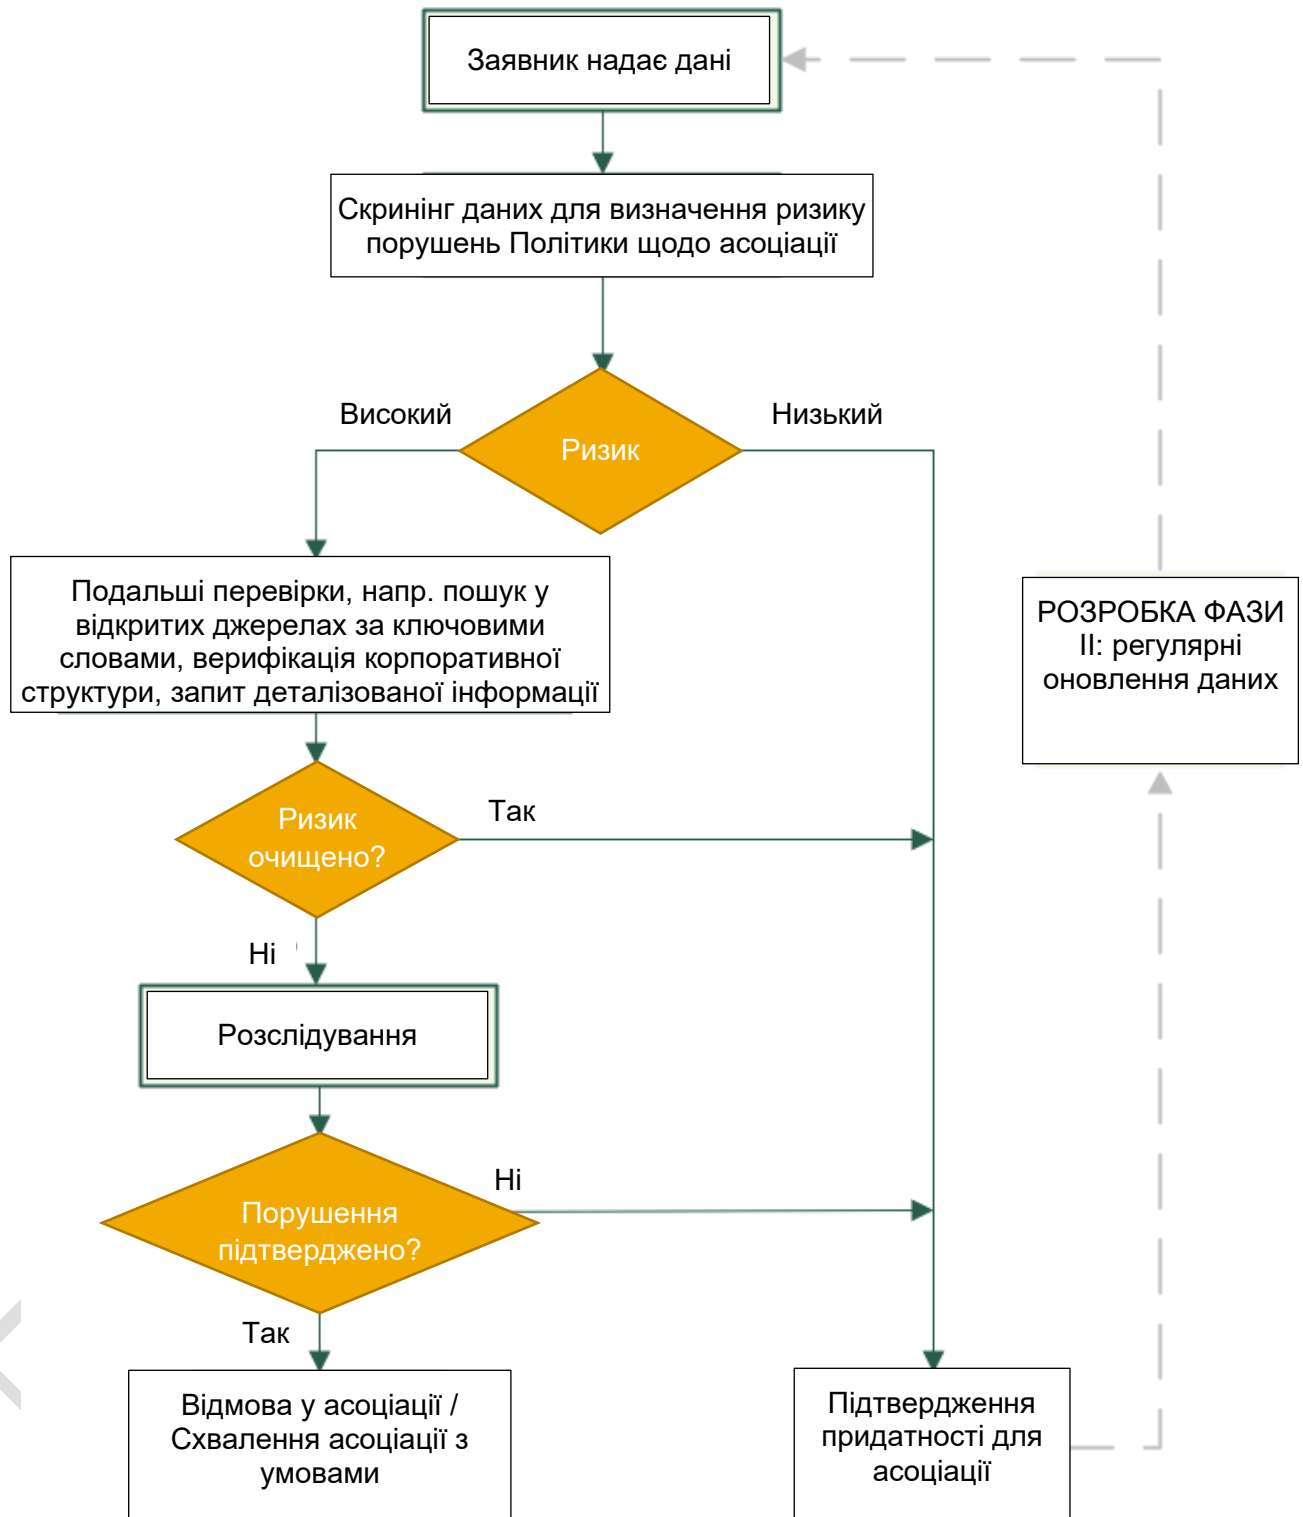 Заявник надає дані
Скринінг даних для визначення ризику
порушень Політики щодо асоціації
Високий
Низький
Ризик
Подальші перевірки, напр. пошук у
відкритих джерелах за ключовими
словами, верифікація корпоративної
структури, запит деталізованої інформації
РОЗРОБКА ФАЗИ
II: регулярні
оновлення даних
Ризик
очищено?
Так
Ні
Розслідування
Ні
Порушення
підтверджено?
Так
Відмова у асоціації /
Схвалення асоціації з
умовами
Підтвердження
придатності для
асоціації